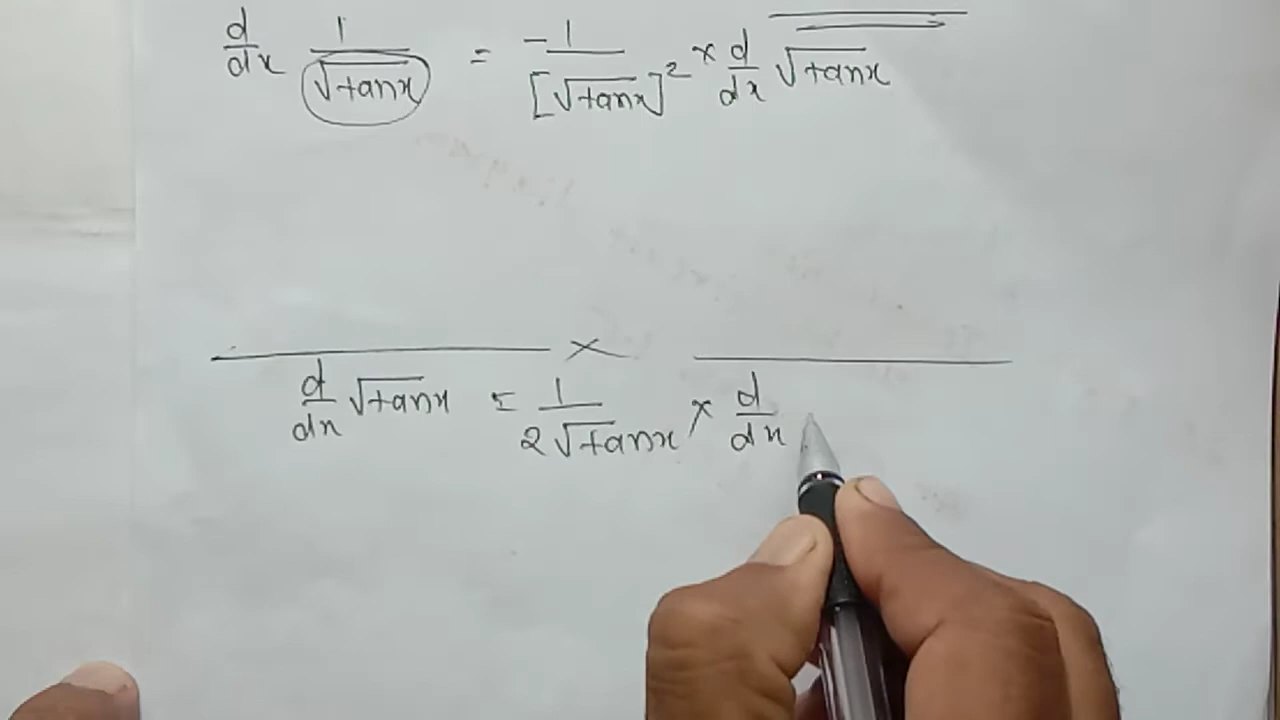 d/dx 1/√tanx = -1/[√tanx]² × d/dx √tanx
d/dx √tanx = 1/2√tanx × d/dx